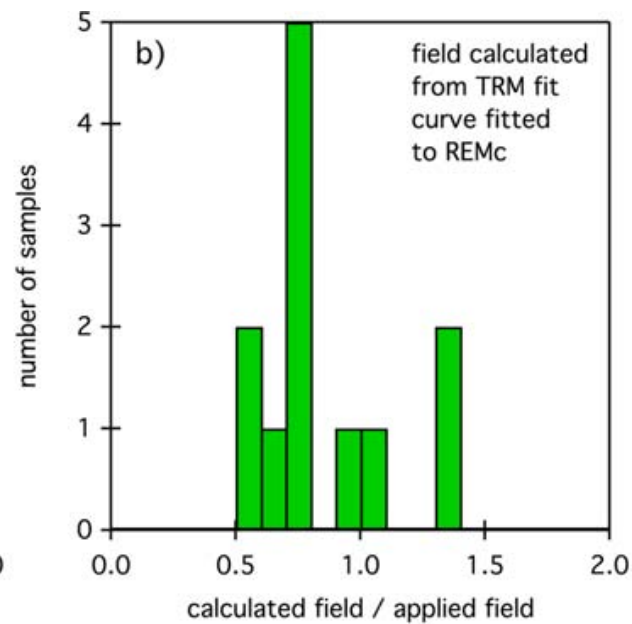 b)
field calculated
from TRM fit
curve fitted
to REMc
number of samples
5
4
3
2
1
0
0.0 0.5 1.0 1.5 2.0
calculated field / applied field